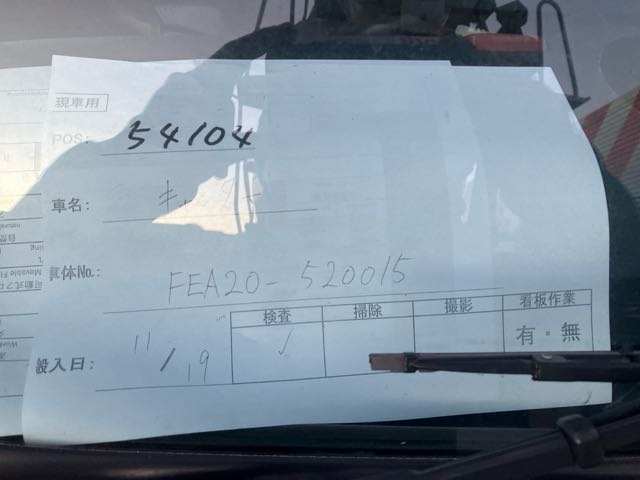 現車用
POS: 54104
車名: キャンター
車体No.: FEA20-520015
検査 掃除 撮影 看板作業
✓ 有・無
搬入日: 11/19